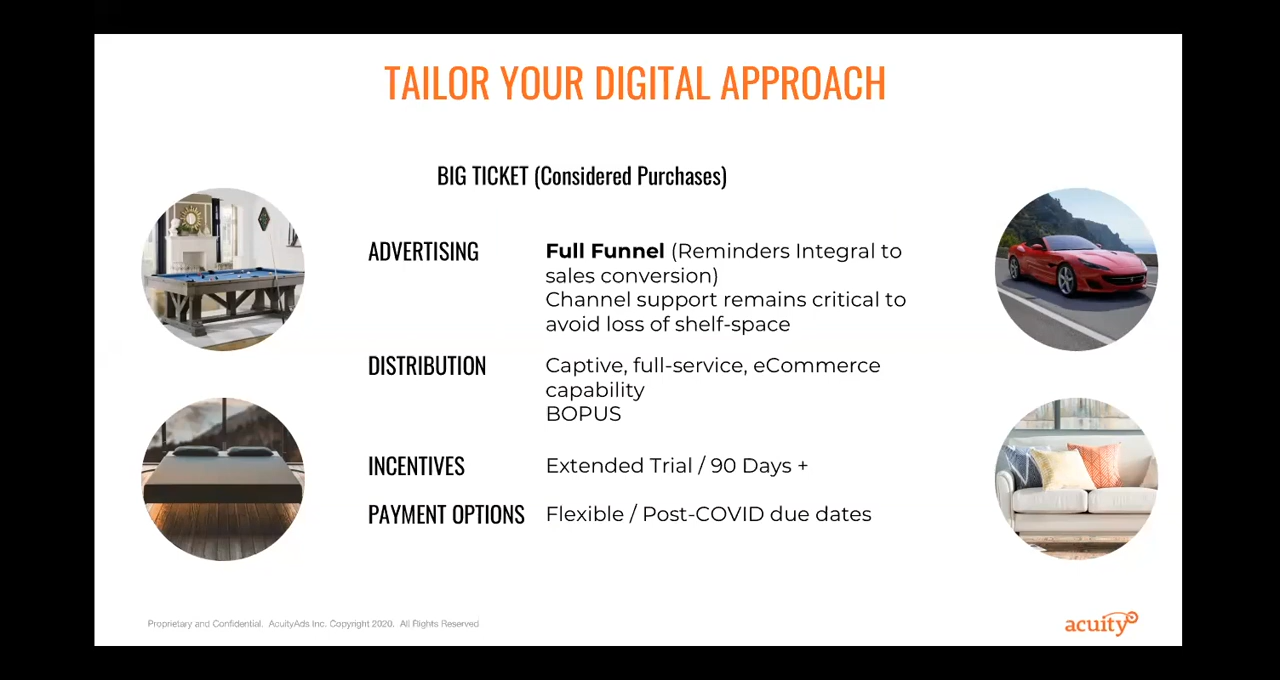 TAILOR YOUR DIGITAL APPROACH
BIG TICKET (Considered Purchases)
ADVERTISING
Full Funnel (Reminders Integral to
sales conversion)
Channel support remains critical to
avoid loss of shelf-space
DISTRIBUTION
Captive, full-service, eCommerce
capability
BOPUS
INCENTIVES
Extended Trial / 90 Days +
PAYMENT OPTIONS
Flexible / Post-COVID due dates
Proprietary and Confidential. AcuityAds Inc. Copyright 2020. All Rights Reserved
acuity